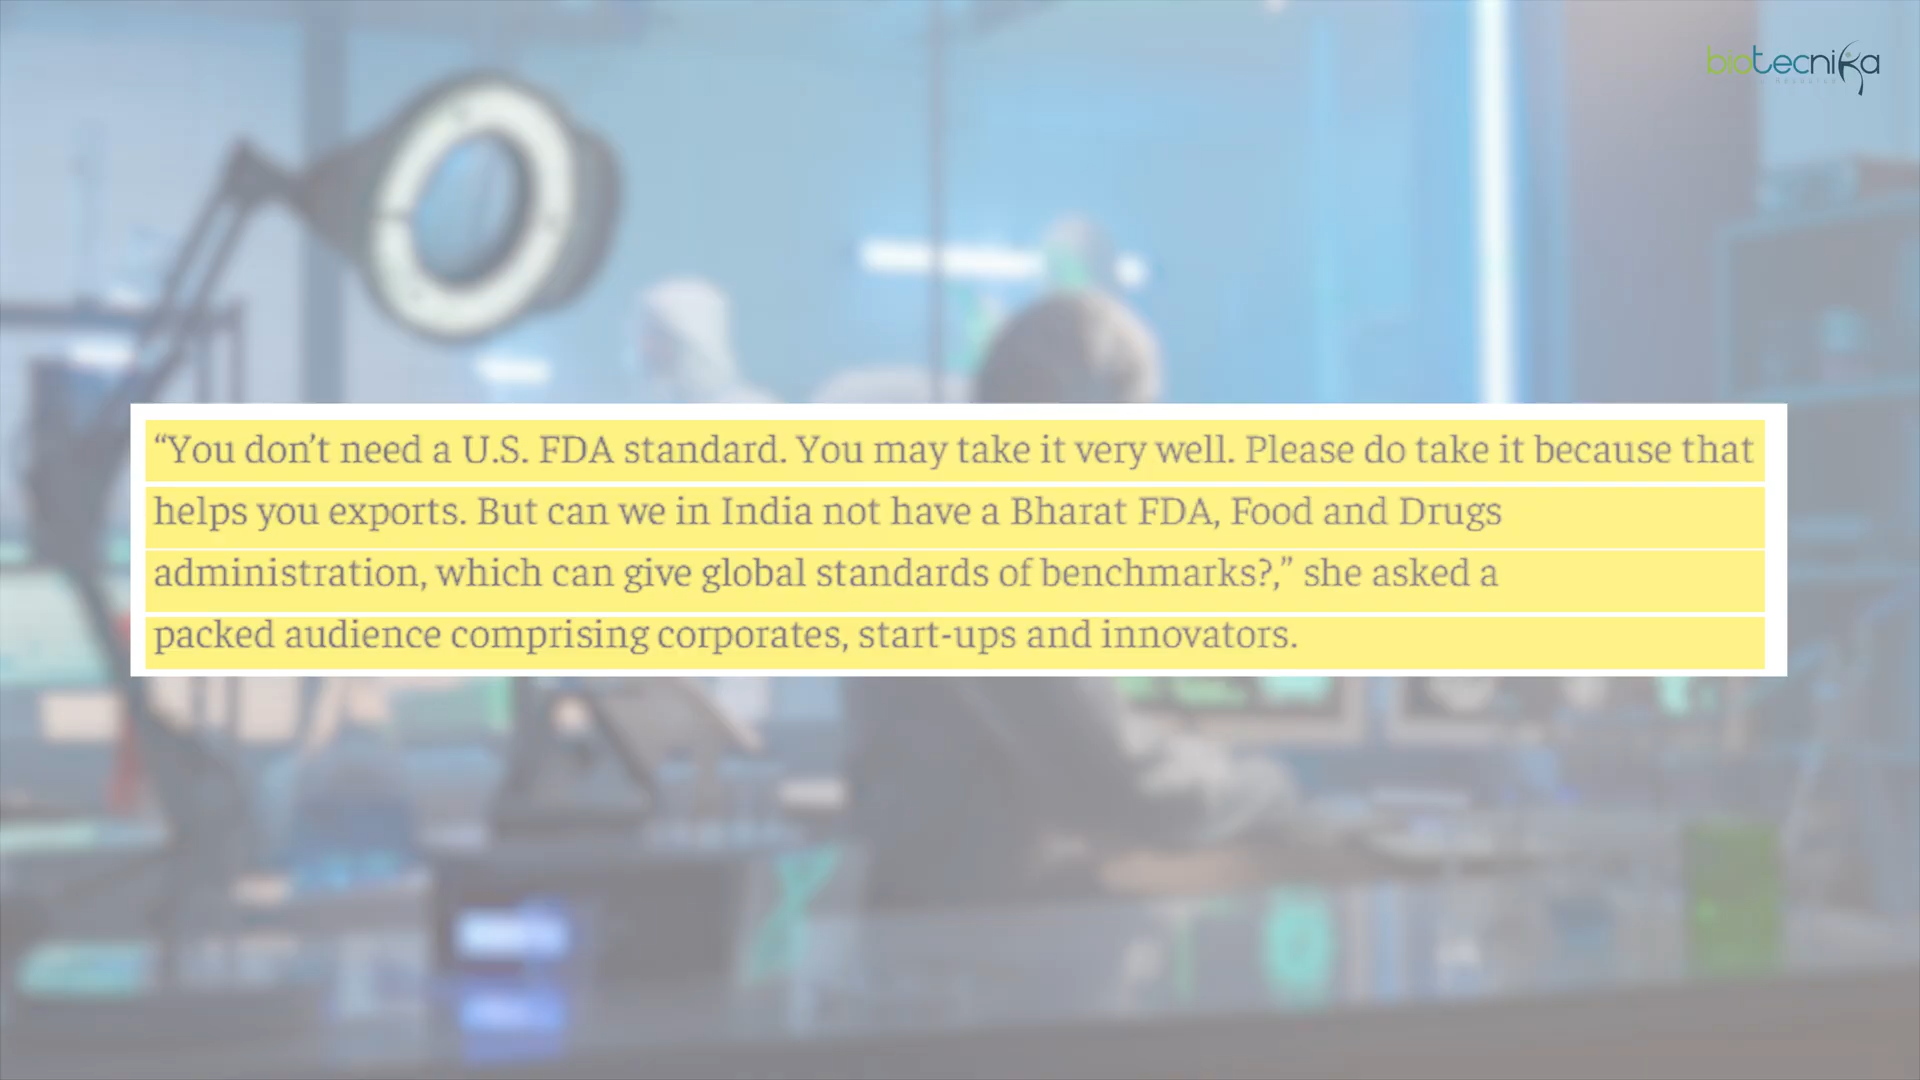 biotecnika
“You don’t need a U.S. FDA standard. You may take it very well. Please do take it because that
helps you exports. But can we in India not have a Bharat FDA, Food and Drugs
administration, which can give global standards of benchmarks?,” she asked a
packed audience comprising corporates, start-ups and innovators.